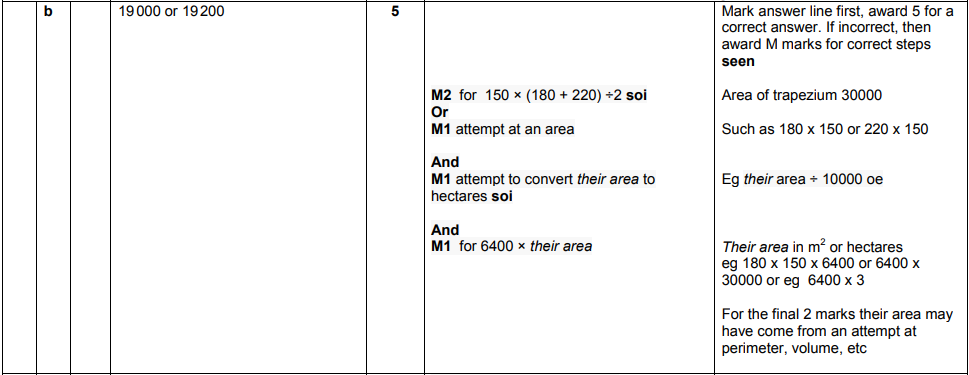 b
19000 or 19200
5
Mark answer line first, award 5 for a
correct answer. If incorrect, then
award M marks for correct steps
seen
M2 for 150 × (180 + 220) ÷2 soi
Area of trapezium 30000
Or
M1 attempt at an area
Such as 180 x 150 or 220 x 150
And
M1 attempt to convert their area to
hectares soi
Eg their area ÷ 10000 oe
And
M1 for 6400 × their area
Their area in m² or hectares
eg 180 x 150 x 6400 or 6400 x
30000 or eg 6400 x 3
For the final 2 marks their area may
have come from an attempt at
perimeter, volume, etc